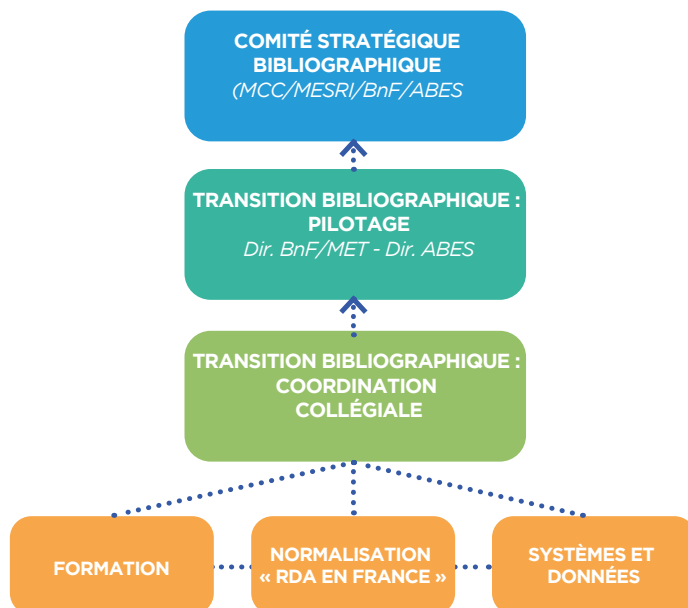 COMITÉ STRATÉGIQUE
BIBLIOGRAPHIQUE
(MCC/MESRI/BnF/ABES
TRANSITION BIBLIOGRAPHIQUE :
PILOTAGE
Dir. BnF/MET - Dir. ABES
TRANSITION BIBLIOGRAPHIQUE :
COORDINATION
COLLÉGIALE
FORMATION
NORMALISATION
« RDA EN FRANCE »
SYSTÈMES ET
DONNÉES